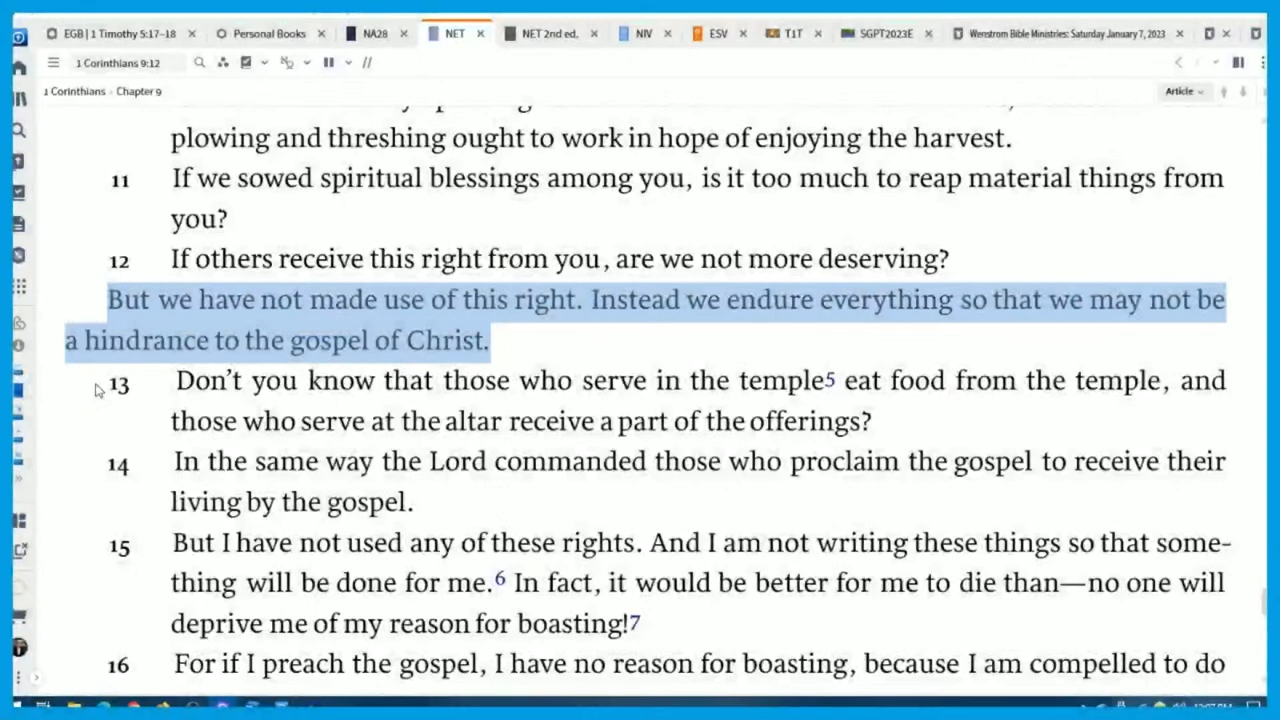 EGB | 1 Timothy 5:17–18 × Personal Books × NA28 × NET × NET 2nd ed. × NIV × ESV × T1T × SGPT2023E × Wenstrom Bible Ministries: Saturday January 7, 2023 ×
1 Corinthians 9:12
1 Corinthians › Chapter 9 Article
plowing and threshing ought to work in hope of enjoying the harvest.
11 If we sowed spiritual blessings among you, is it too much to reap material things from
you?
12 If others receive this right from you, are we not more deserving?
But we have not made use of this right. Instead we endure everything so that we may not be
a hindrance to the gospel of Christ.
13 Don’t you know that those who serve in the temple5 eat food from the temple, and
those who serve at the altar receive a part of the offerings?
14 In the same way the Lord commanded those who proclaim the gospel to receive their
living by the gospel.
15 But I have not used any of these rights. And I am not writing these things so that some-
thing will be done for me.6 In fact, it would be better for me to die than—no one will
deprive me of my reason for boasting!7
16 For if I preach the gospel, I have no reason for boasting, because I am compelled to do